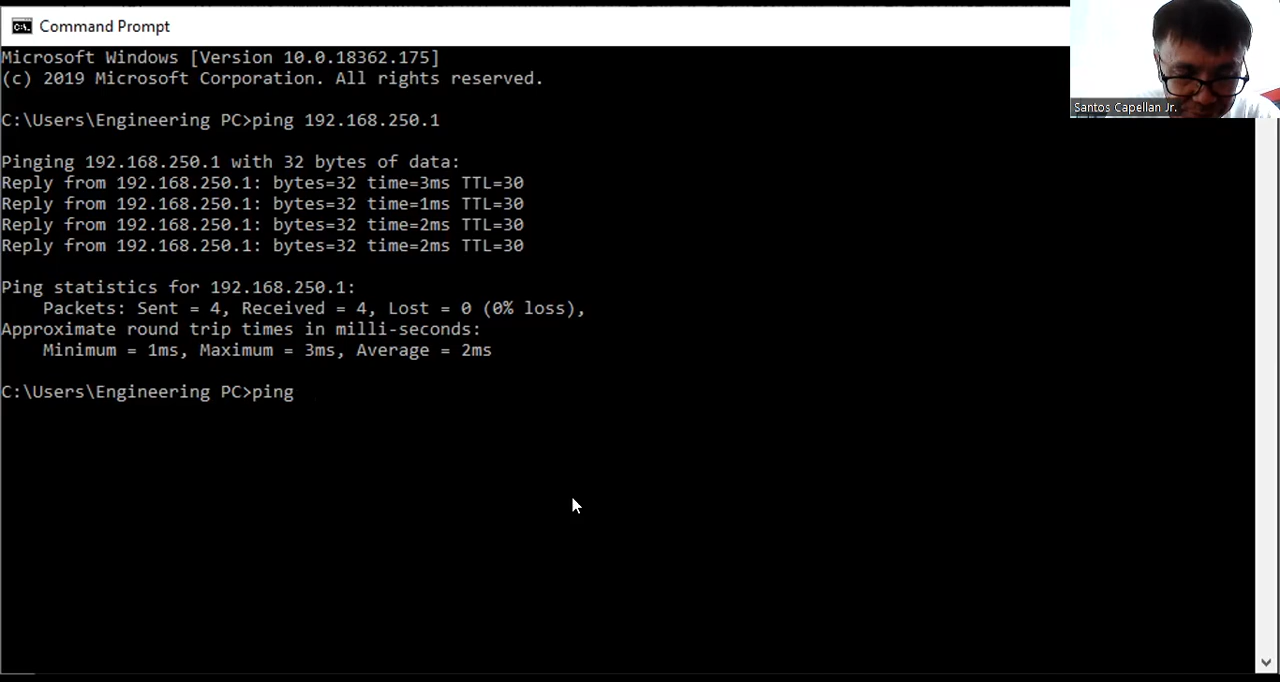 Command Prompt
Microsoft Windows [Version 10.0.18362.175]
(c) 2019 Microsoft Corporation. All rights reserved.
C:\Users\Engineering PC>ping 192.168.250.1
Pinging 192.168.250.1 with 32 bytes of data:
Reply from 192.168.250.1: bytes=32 time=3ms TTL=30
Reply from 192.168.250.1: bytes=32 time=1ms TTL=30
Reply from 192.168.250.1: bytes=32 time=2ms TTL=30
Reply from 192.168.250.1: bytes=32 time=2ms TTL=30
Ping statistics for 192.168.250.1:
Packets: Sent = 4, Received = 4, Lost = 0 (0% loss),
Approximate round trip times in milli-seconds:
Minimum = 1ms, Maximum = 3ms, Average = 2ms
C:\Users\Engineering PC>ping
Santos Capellan Jr.